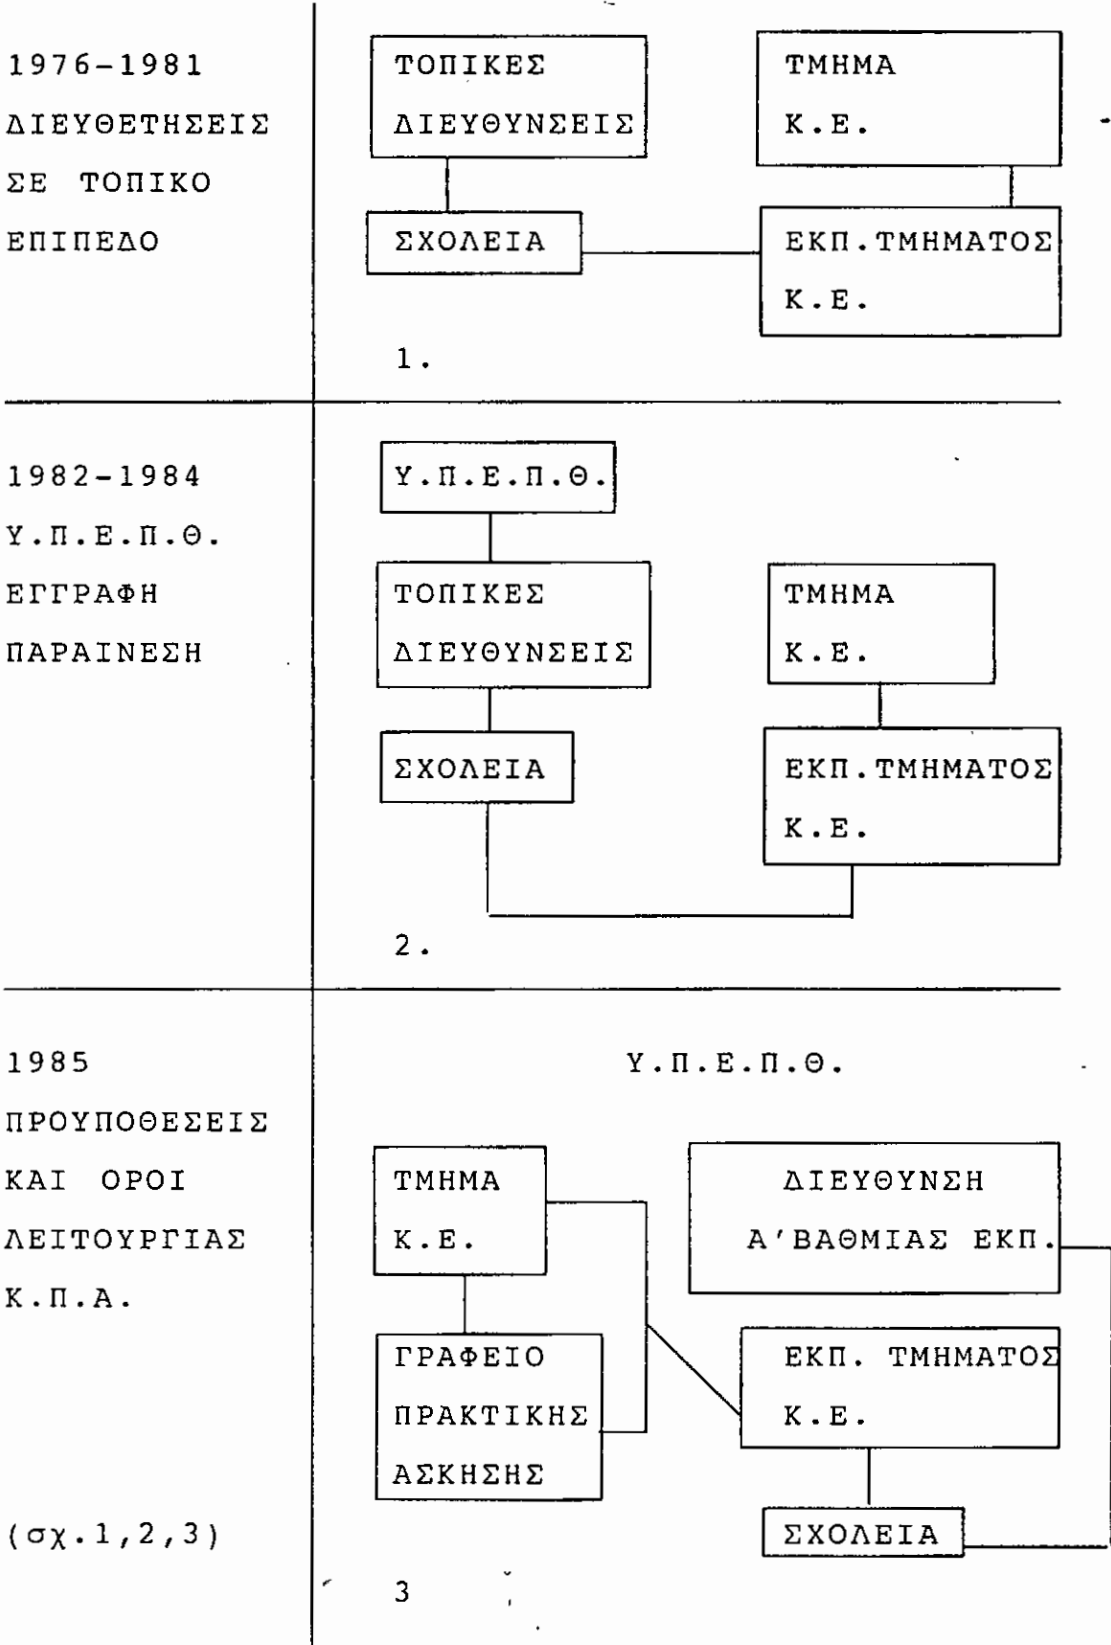 1976-1981
ΔΙΕΥΘΕΤΗΣΕΙΣ
ΣΕ ΤΟΠΙΚΟ
ΕΠΙΠΕΔΟ
ΤΟΠΙΚΕΣ
ΔΙΕΥΘΥΝΣΕΙΣ
ΤΜΗΜΑ
Κ.Ε.
ΣΧΟΛΕΙΑ
ΕΚΠ.ΤΜΗΜΑΤΟΣ
Κ.Ε.
1.
1982-1984
Υ.Π.Ε.Π.Θ.
ΕΓΓΡΑΦΗ
ΠΑΡΑΙΝΕΣΗ
Υ.Π.Ε.Π.Θ.
ΤΟΠΙΚΕΣ
ΔΙΕΥΘΥΝΣΕΙΣ
ΤΜΗΜΑ
Κ.Ε.
ΣΧΟΛΕΙΑ
ΕΚΠ.ΤΜΗΜΑΤΟΣ
Κ.Ε.
2.
1985
ΠΡΟΥΠΟΘΕΣΕΙΣ
ΚΑΙ ΟΡΟΙ
ΛΕΙΤΟΥΡΓΙΑΣ
Κ.Π.Α.
(σχ.1,2,3)
Υ.Π.Ε.Π.Θ.
ΤΜΗΜΑ
Κ.Ε.
ΔΙΕΥΘΥΝΣΗ
Α'ΒΑΘΜΙΑΣ ΕΚΠ.
ΓΡΑΦΕΙΟ
ΠΡΑΚΤΙΚΗΣ
ΑΣΚΗΣΗΣ
ΕΚΠ. ΤΜΗΜΑΤΟΣ
Κ.Ε.
ΣΧΟΛΕΙΑ
3